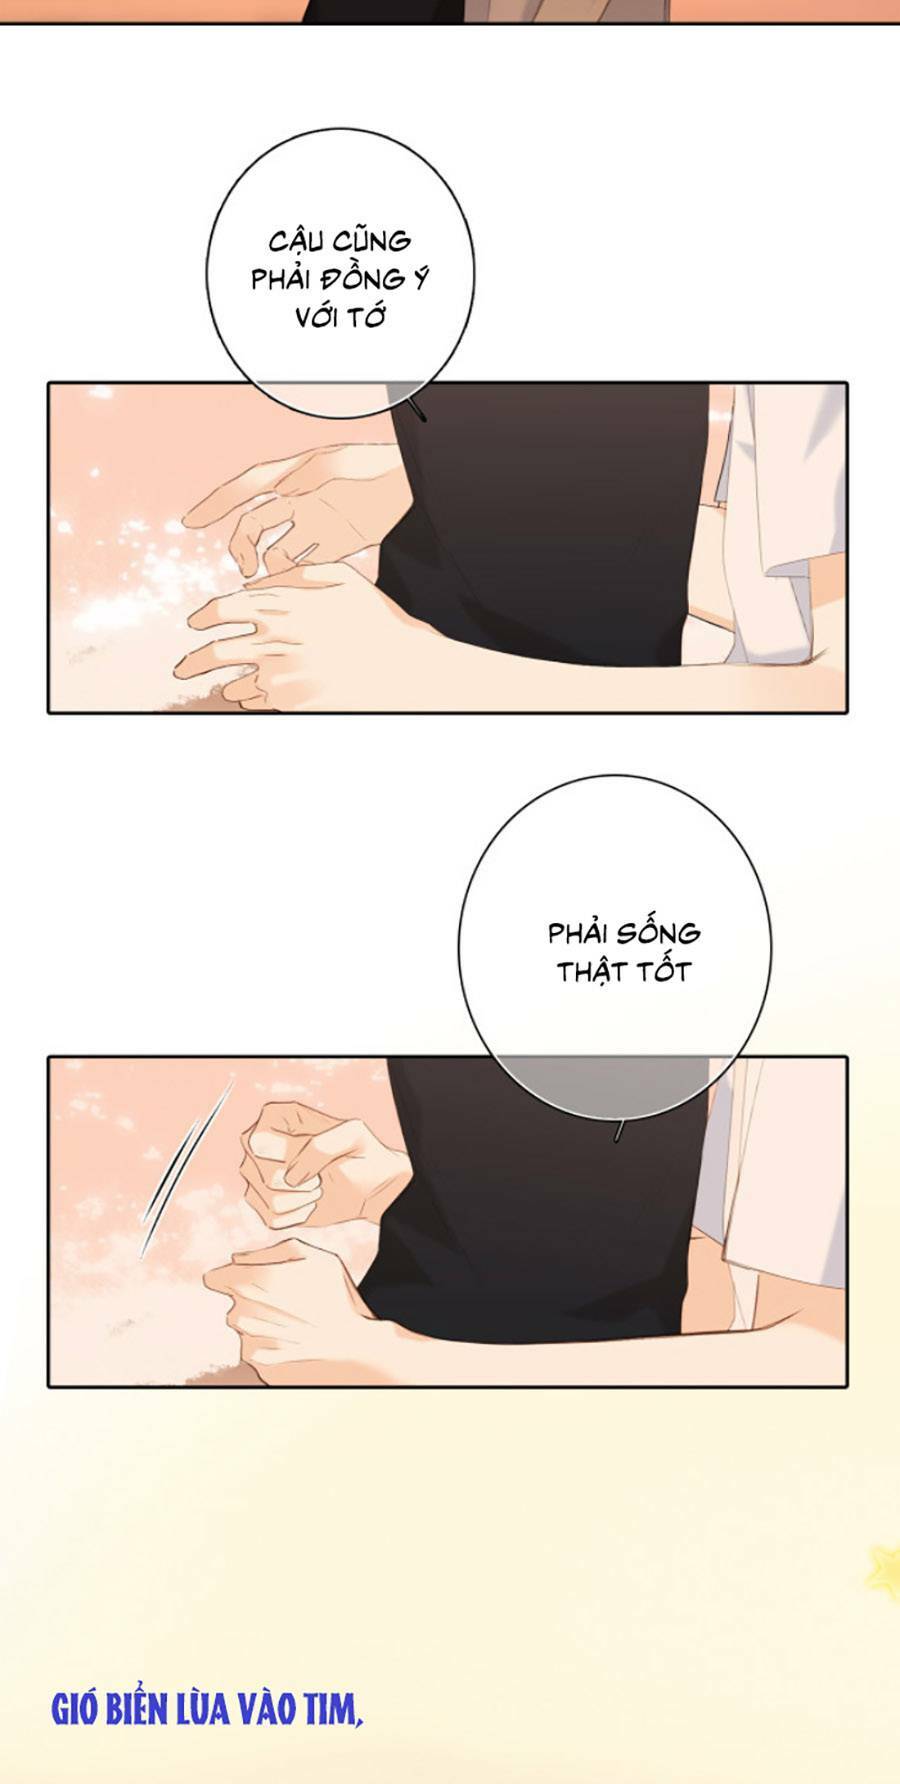 CẬU CŨNG
PHẢI ĐỒNG Ý
VỚI TỚ
PHẢI SỐNG
THẬT TỐT
GIÓ BIỂN LÙA VÀO TIM,